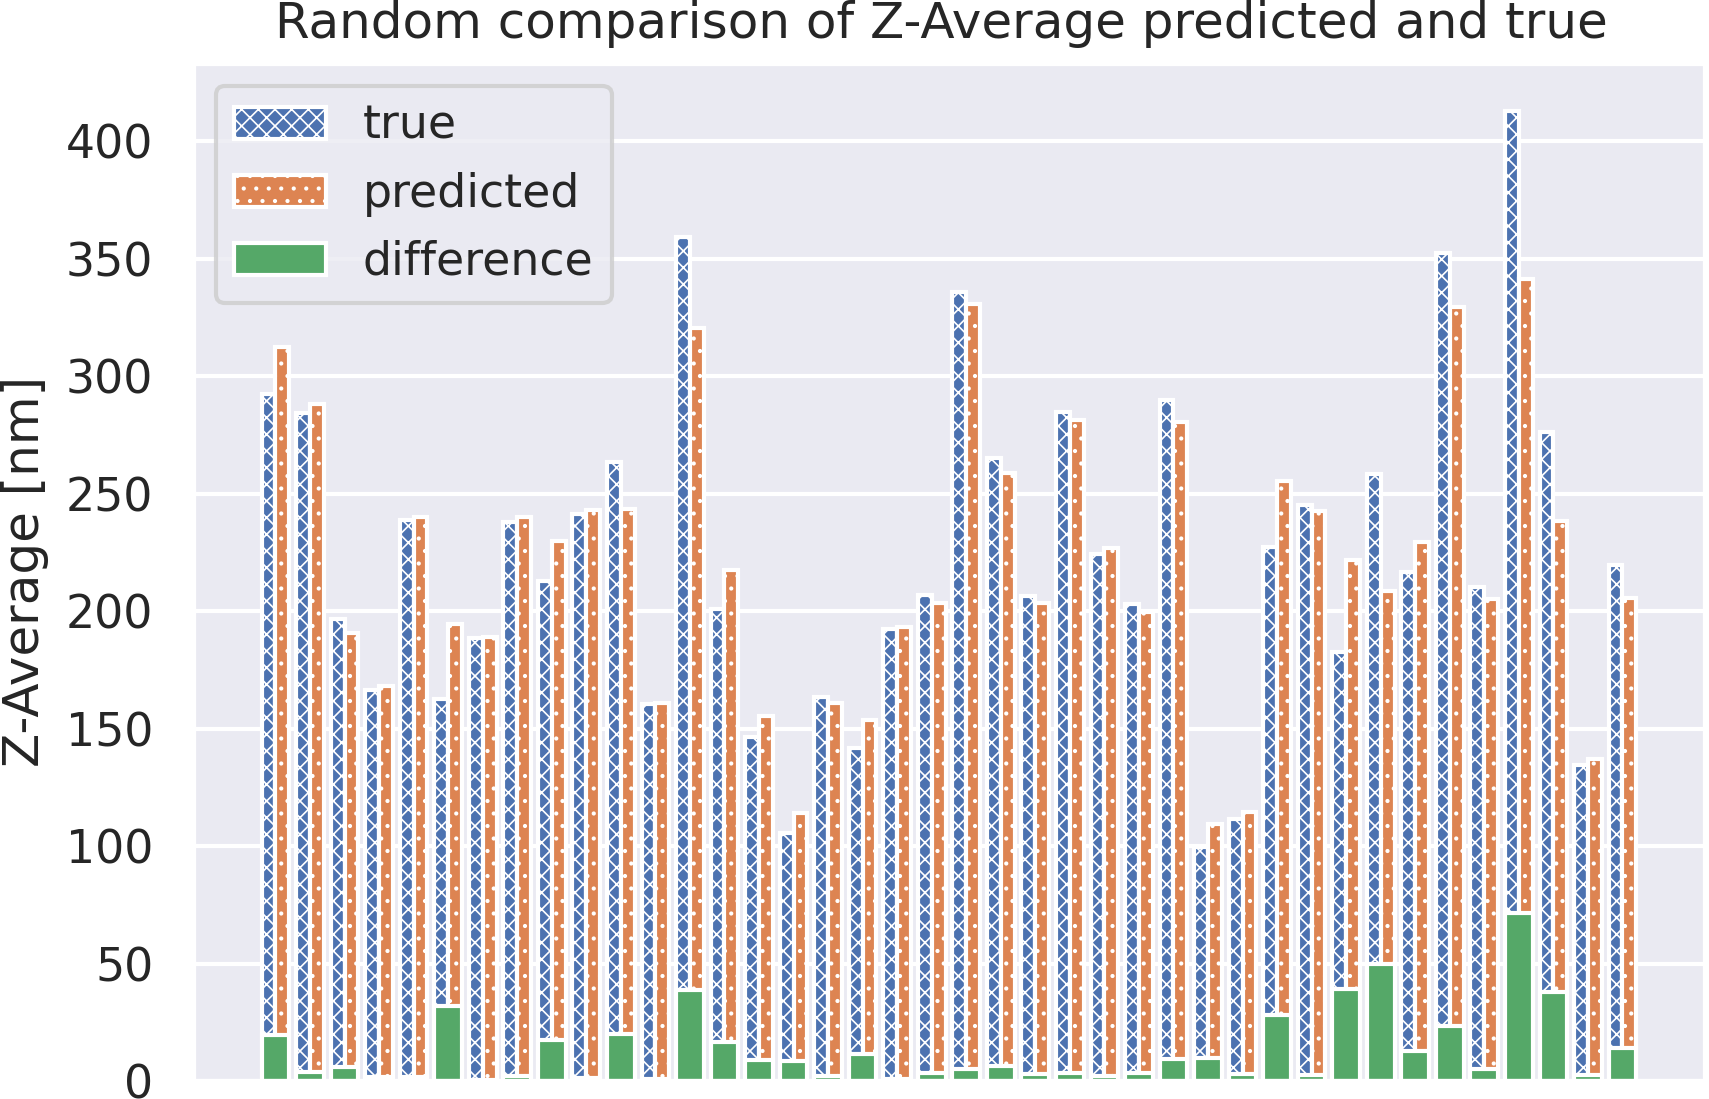 Random comparison of Z-Average predicted and true
true
predicted
difference
Z-Average [nm]
400
350
300
250
200
150
100
50
0